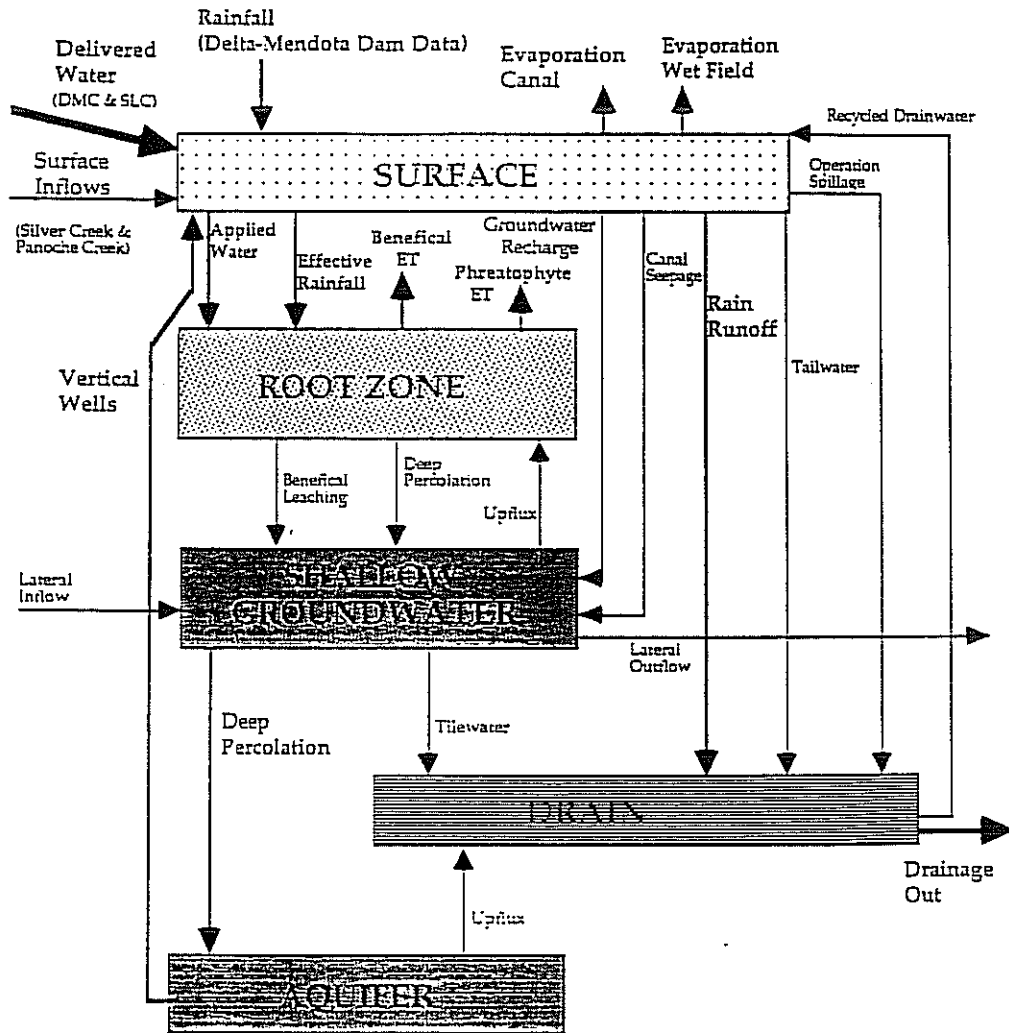 Rainfall
(Delta-Mendota Dam Data)
Delivered
Water
(DMC & SLC)
Evaporation
Canal
Evaporation
Wet Field
Recycled Drainwater
Surface
Inflows
(Silver Creek &
Panoche Creek)
SURFACE
Operation
Spillage
Applied
Water
Effective
Rainfall
Benefical
ET
Phreatophyte
ET
Groundwater
Recharge
Canal
Seepage
Rain
Runoff
Tailwater
Vertical
Wells
ROOT ZONE
Benefical
Leaching
Deep
Percolation
Upflux
Lateral
Inflow
SHALLOW
GROUNDWATER
Lateral
Outflow
Deep
Percolation
Tilewater
DRAIN
Drainage
Out
Upflux
AQUIFER